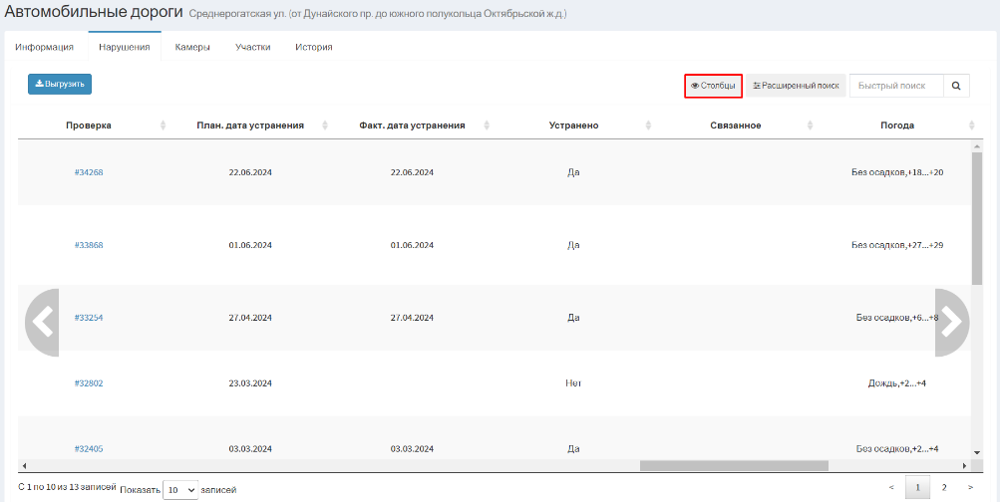 Автомобильные дороги Среднерогатская ул. (от Дунайского пр. до южного полукольца Октябрьской ж.д.)
Информация Нарушения Камеры Участки История
Выгрузить Столбцы Расширенный поиск Быстрый поиск
Проверка План. дата устранения Факт. дата устранения Устранено Связанное Погода
#34268 22.06.2024 22.06.2024 Да Без осадков,+18...+20
#33868 01.06.2024 01.06.2024 Да Без осадков,+27...+29
#33254 27.04.2024 27.04.2024 Да Без осадков,+6...+8
#32802 23.03.2024 Нет Дождь,+2...+4
#32405 03.03.2024 03.03.2024 Да Без осадков,+2...+4
С 1 по 10 из 13 записей Показать 10 записей < 1 2 >